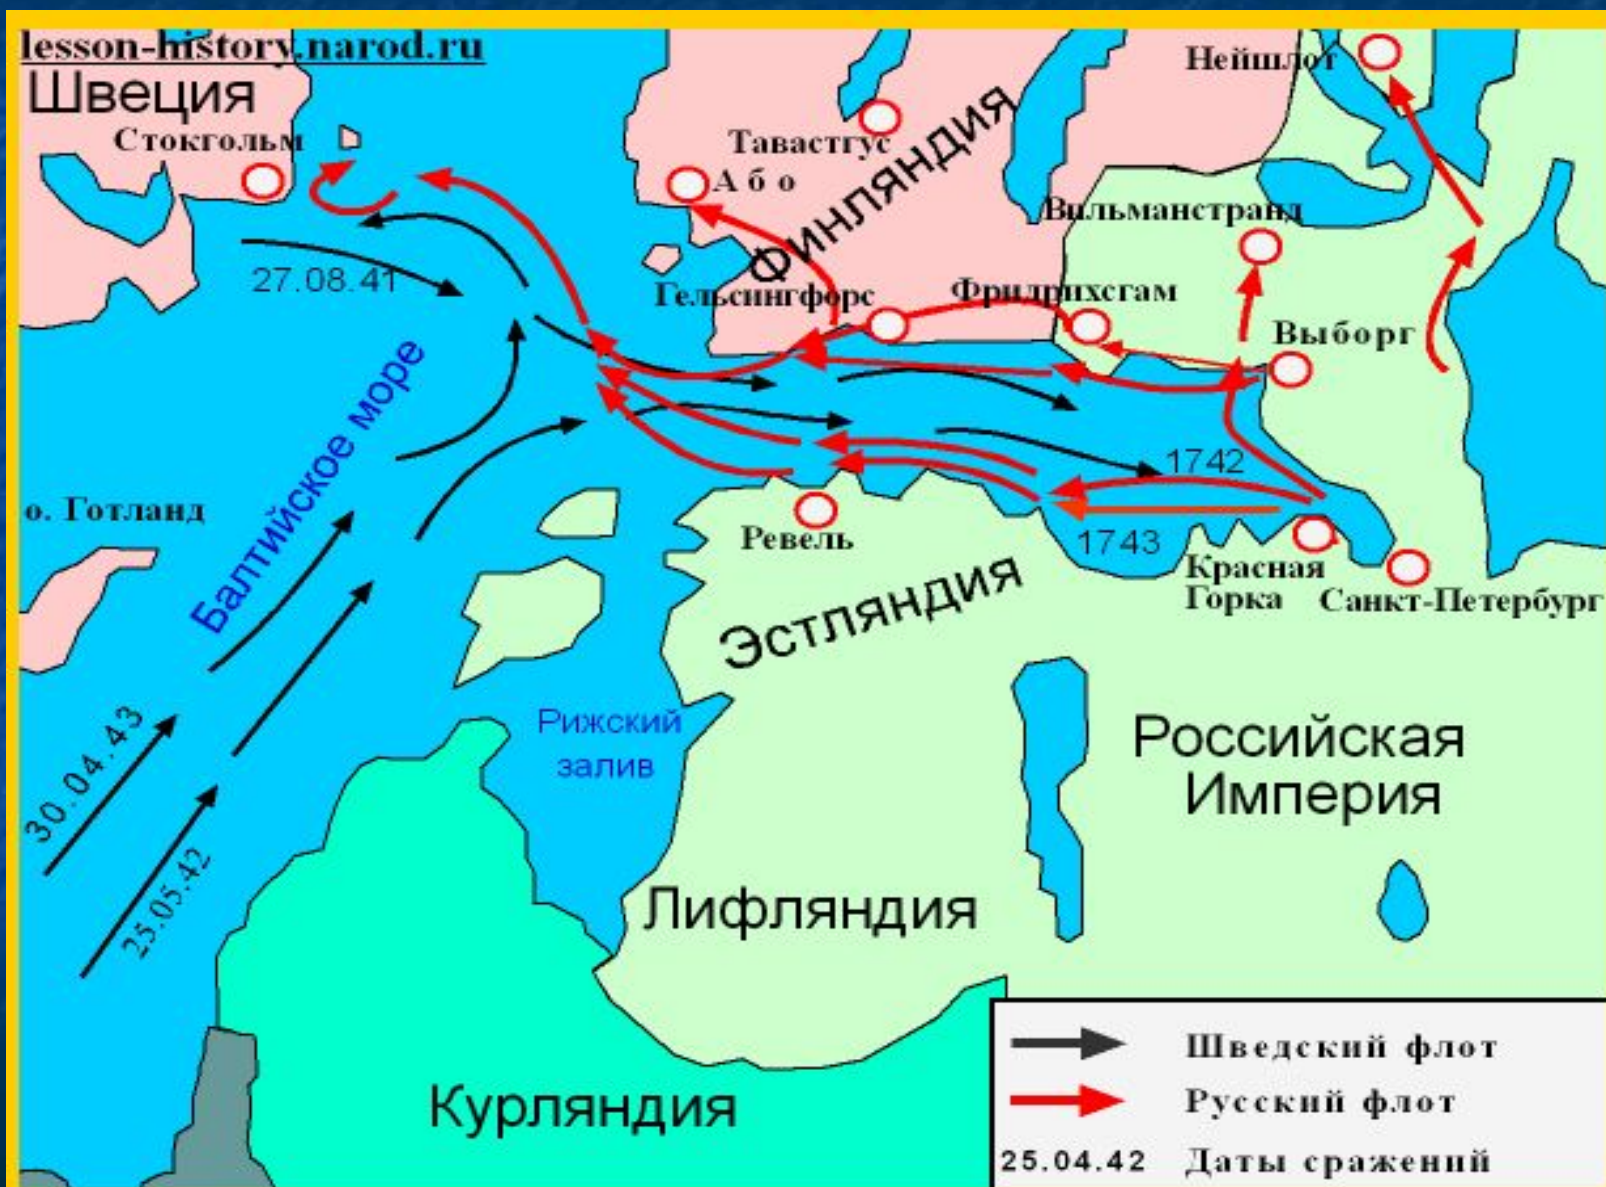 lesson-history.narod.ru
Швеция
Стокгольм
Нейшлот
Тавастгус
Або
Финляндия
Вильманстранд
27.08.41
Гельсингфорс
Фридрихсгам
Выборг
Балтийское море
1742
о. Готланд
Ревель
1743
Красная
Горка
Санкт-Петербург
Эстляндия
Рижский
залив
Российская
Империя
30.04.43
25.05.42
Лифляндия
Курляндия
Шведский флот
Русский флот
25.04.42 Даты сражений